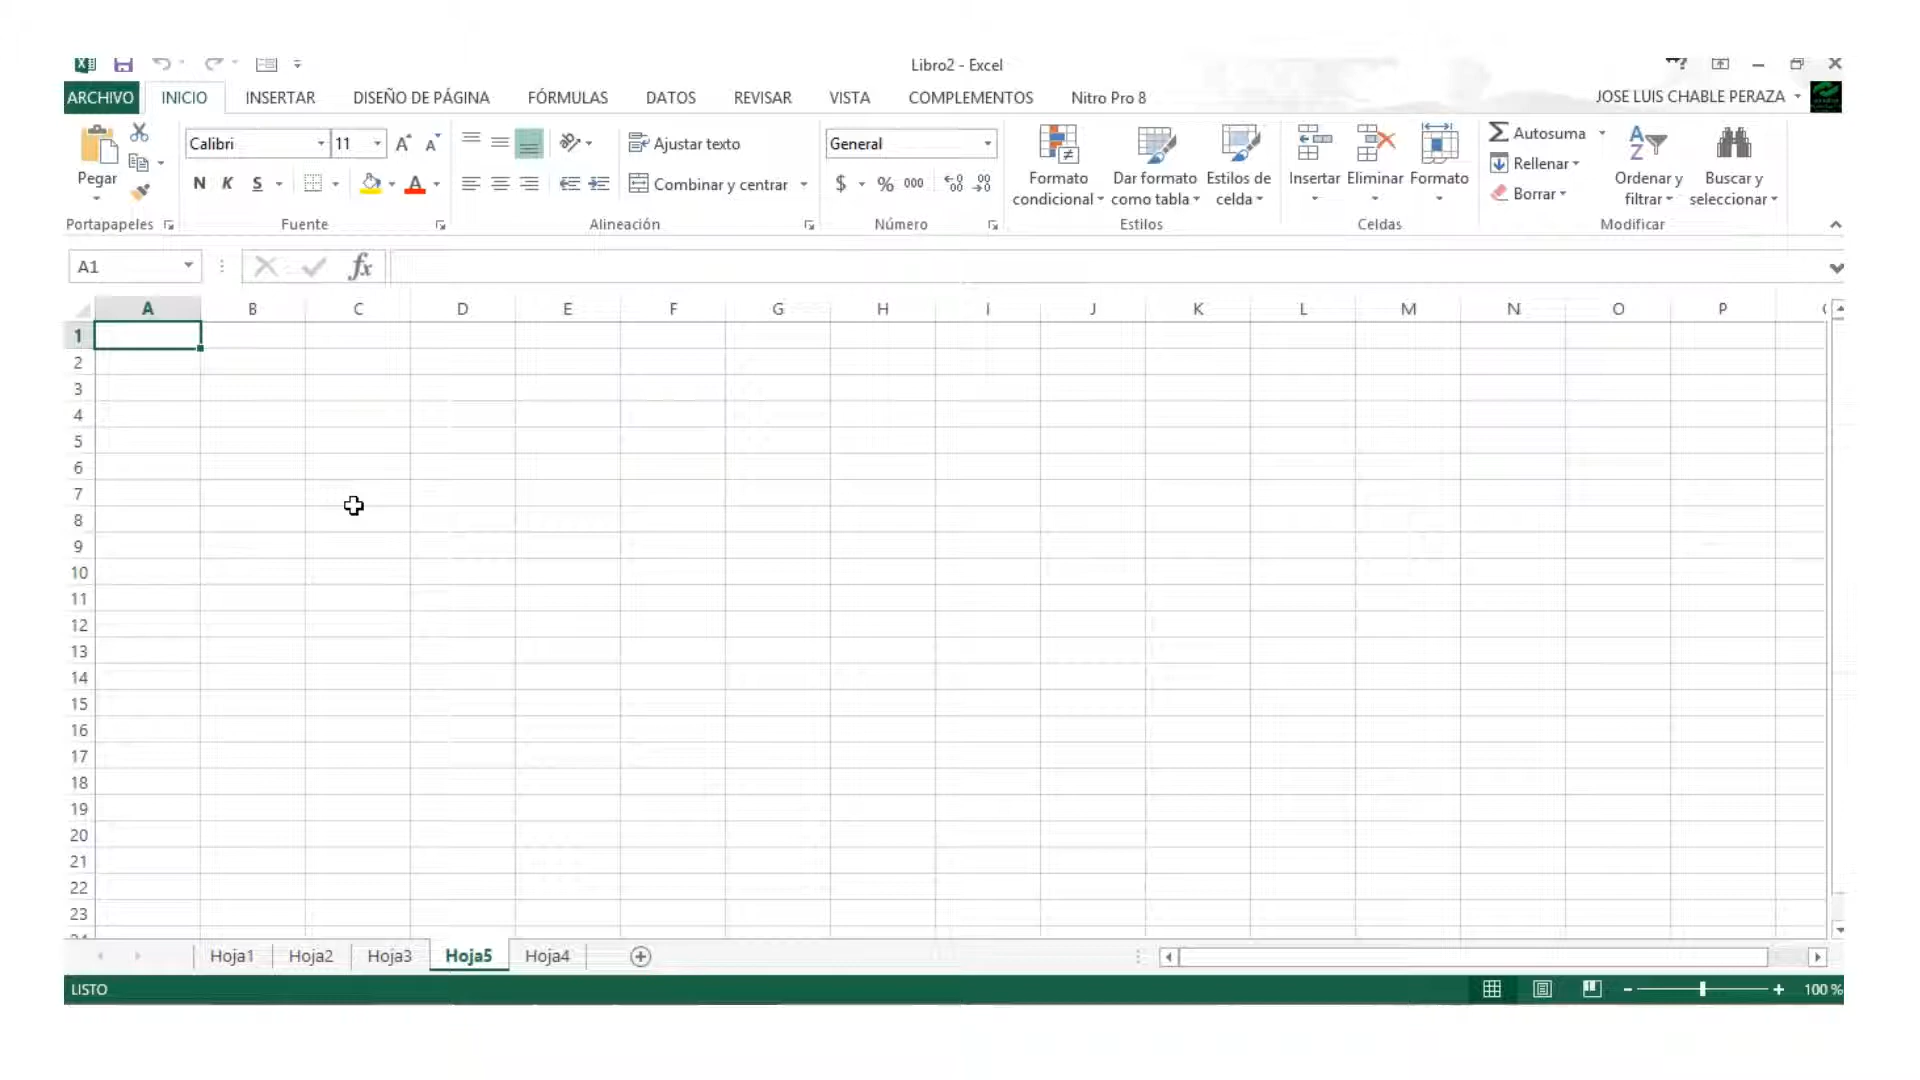 Libro2 - Excel
ARCHIVO INICIO INSERTAR DISEÑO DE PÁGINA FÓRMULAS DATOS REVISAR VISTA COMPLEMENTOS Nitro Pro 8 JOSE LUIS CHABLE PERAZA
Calibri 11 Ajustar texto General Autosuma
Pegar N K S A Combinar y centrar $ % 000 Formato condicional Dar formato como tabla Estilos de celda Insertar Eliminar Formato Rellenar Borrar Ordenar y filtrar Buscar y seleccionar
Portapapeles Fuente Alineación Número Estilos Celdas Modificar
A1 fx
A B C D E F G H I J K L M N O P
1
2
3
4
5
6
7
8
9
10
11
12
13
14
15
16
17
18
19
20
21
22
23
Hoja1 Hoja2 Hoja3 Hoja5 Hoja4
LISTO 100 %